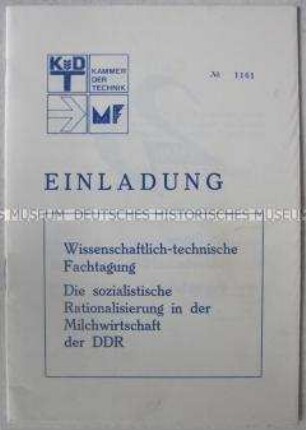 KdT
KAMMER
DER
TECHNIK
MF
№ 1161
EINLADUNG
MUSEUM DEUTSCHES HISTORISCHES MUSEUM
Wissenschaftlich-technische
Fachtagung
Die sozialistische
Rationalisierung in der
Milchwirtschaft
der DDR